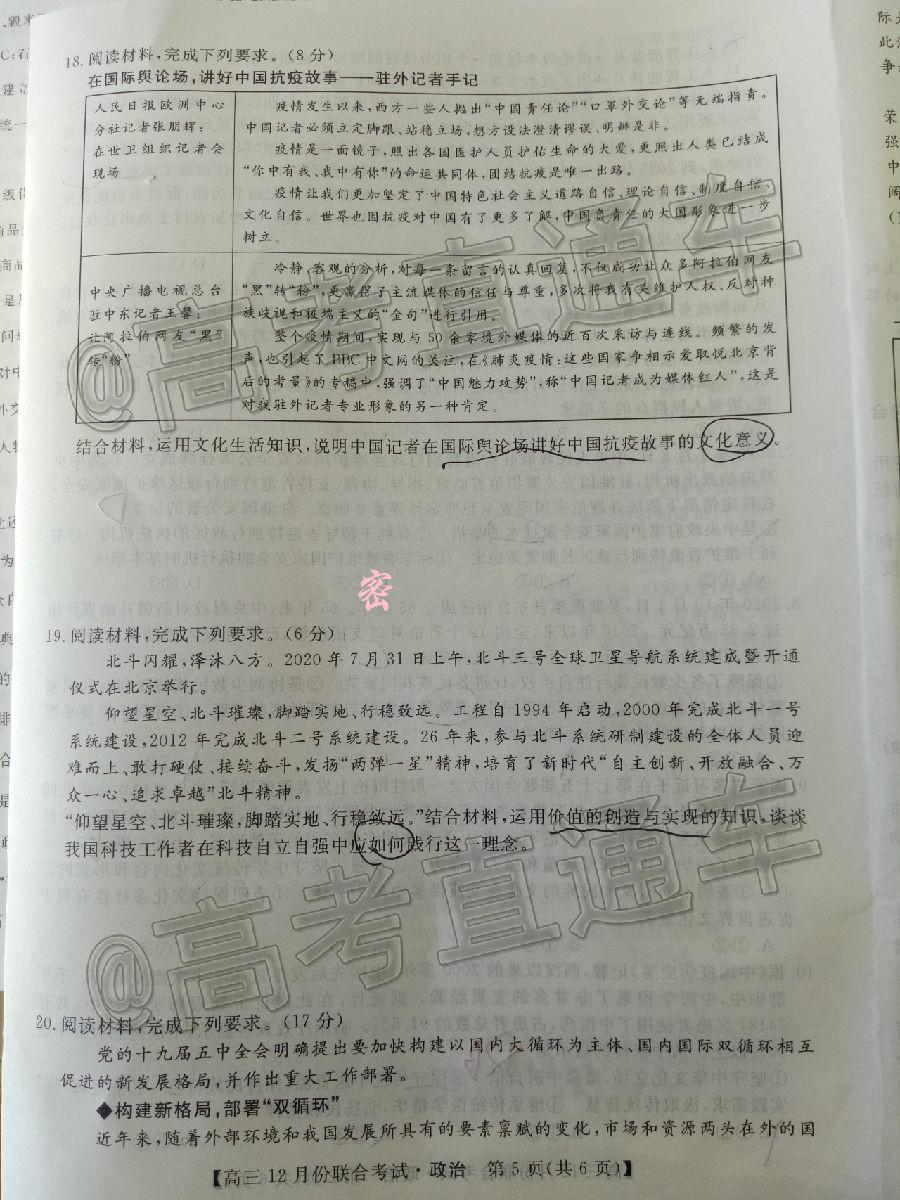 18. 阅读材料,完成下列要求。(8 分)
在国际舆论场,讲好中国抗疫故事——驻外记者手记
人民日报欧洲中心
分社记者张朋辉:
在世卫组织记者会
现场
疫情发生以来,西方一些人抛出“中国责任论”“口罩外交论”等无端指责。
中国记者必须立定脚跟、站稳立场,想方设法澄清谬误、明辨是非。
疫情是一面镜子,照出各国医护人员护佑生命的大爱,更照出人类已结成
“你中有我、我中有你”的命运共同体,团结抗疫是唯一出路。
疫情让我们更加坚定了中国特色社会主义道路自信、理论自信、制度自信、
文化自信。世界也因抗疫对中国有了更多了解,中国负责任的大国形象进一步
树立。
中央广播电视总台
驻中东记者王馨:
让阿拉伯网友“黑”
转“粉”
冷静、客观的分析,对每一条留言的认真回复,不仅成功让众多阿拉伯网友
“黑”转“粉”,更赢得了主流媒体的信任与尊重,多次将我有关维护人权、反对种
族歧视和极端主义的“金句”进行引用。
整个疫情期间,实现与 50 余家境外媒体的近百次采访与连线。频繁的发
声,也引起了BBC中文网的关注,在《肺炎疫情:这些国家争相示爱取悦北京背
后的考量》的专稿中,强调了“中国魅力攻势”,称“中国记者成为媒体红人”,这是
对我驻外记者专业形象的另一种肯定。
结合材料,运用文化生活知识,说明中国记者在国际舆论场讲好中国抗疫故事的文化意义。
密
19. 阅读材料,完成下列要求。(6 分)
北斗闪耀,泽沐八方。2020 年 7 月 31 日上午,北斗三号全球卫星导航系统建成暨开通
仪式在北京举行。
仰望星空、北斗璀璨,脚踏实地、行稳致远。工程自 1994 年启动,2000 年完成北斗一号
系统建设,2012 年完成北斗二号系统建设。26 年来,参与北斗系统研制建设的全体人员迎
难而上、敢打硬仗、接续奋斗,发扬“两弹一星”精神,培育了新时代“自主创新、开放融合、万
众一心、追求卓越”北斗精神。
“仰望星空、北斗璀璨,脚踏实地、行稳致远。”结合材料,运用价值的创造与实现的知识,谈谈
我国科技工作者在科技自立自强中应如何践行这一理念。
20. 阅读材料,完成下列要求。(17 分)
党的十九届五中全会明确提出要加快构建以国内大循环为主体、国内国际双循环相互
促进的新发展格局,并作出重大工作部署。
◆构建新格局,部署“双循环”
近年来,随着外部环境和我国发展所具有的要素禀赋的变化,市场和资源两头在外的国
【高三 12 月份联合考试·政治 第 5 页(共 6 页)】
@高考直通车
@高考直通车